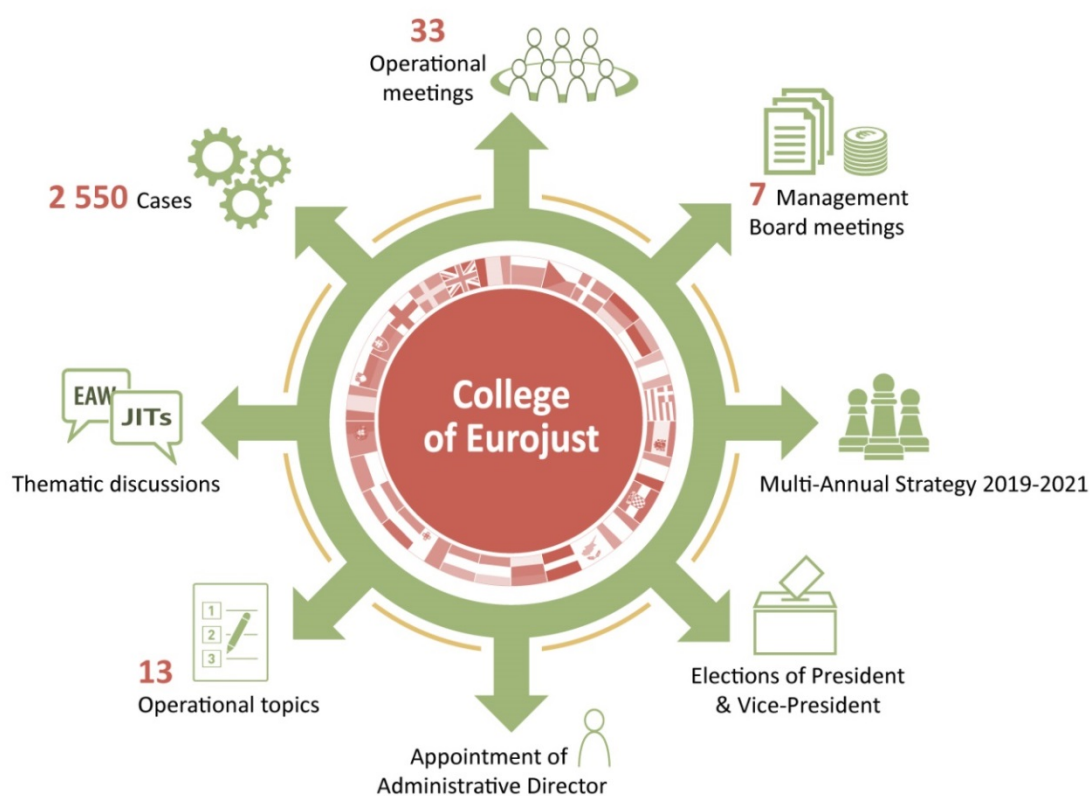 33
Operational
meetings
2 550 Cases
7 Management
Board meetings
College
of Eurojust
EAW
JITs
Thematic discussions
Multi-Annual Strategy 2019-2021
1
2
3
13
Operational topics
Elections of President
& Vice-President
Appointment of
Administrative Director